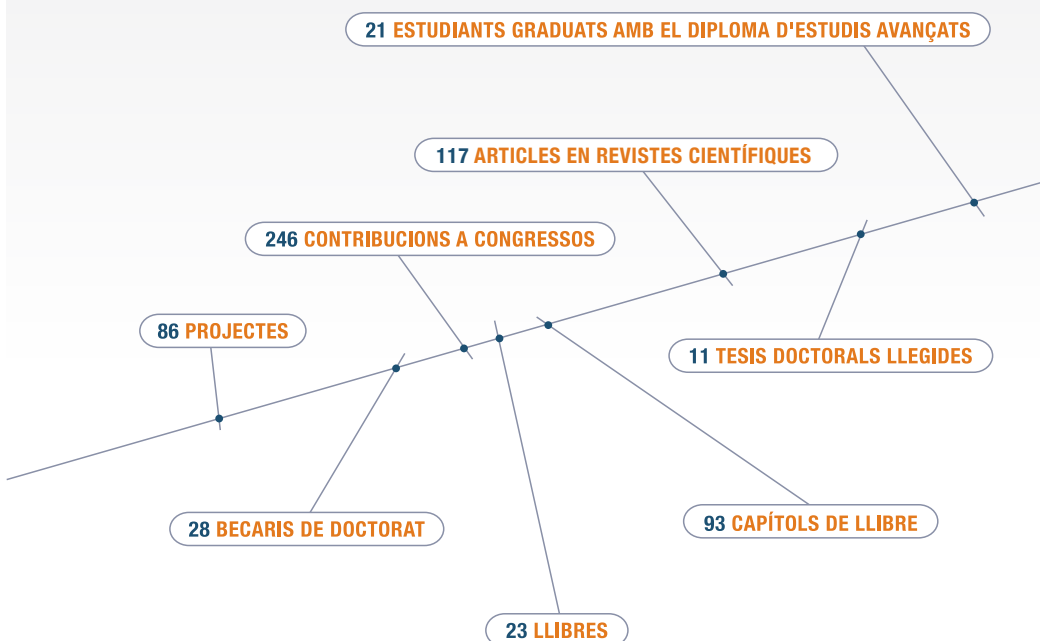 21 ESTUDIANTS GRADUATS AMB EL DIPLOMA D'ESTUDIS AVANÇATS
117 ARTICLES EN REVISTES CIENTÍFIQUES
246 CONTRIBUCIONS A CONGRESSOS
86 PROJECTES
11 TESIS DOCTORALS LLEGIDES
28 BECARIS DE DOCTORAT
93 CAPÍTOLS DE LLIBRE
23 LLIBRES